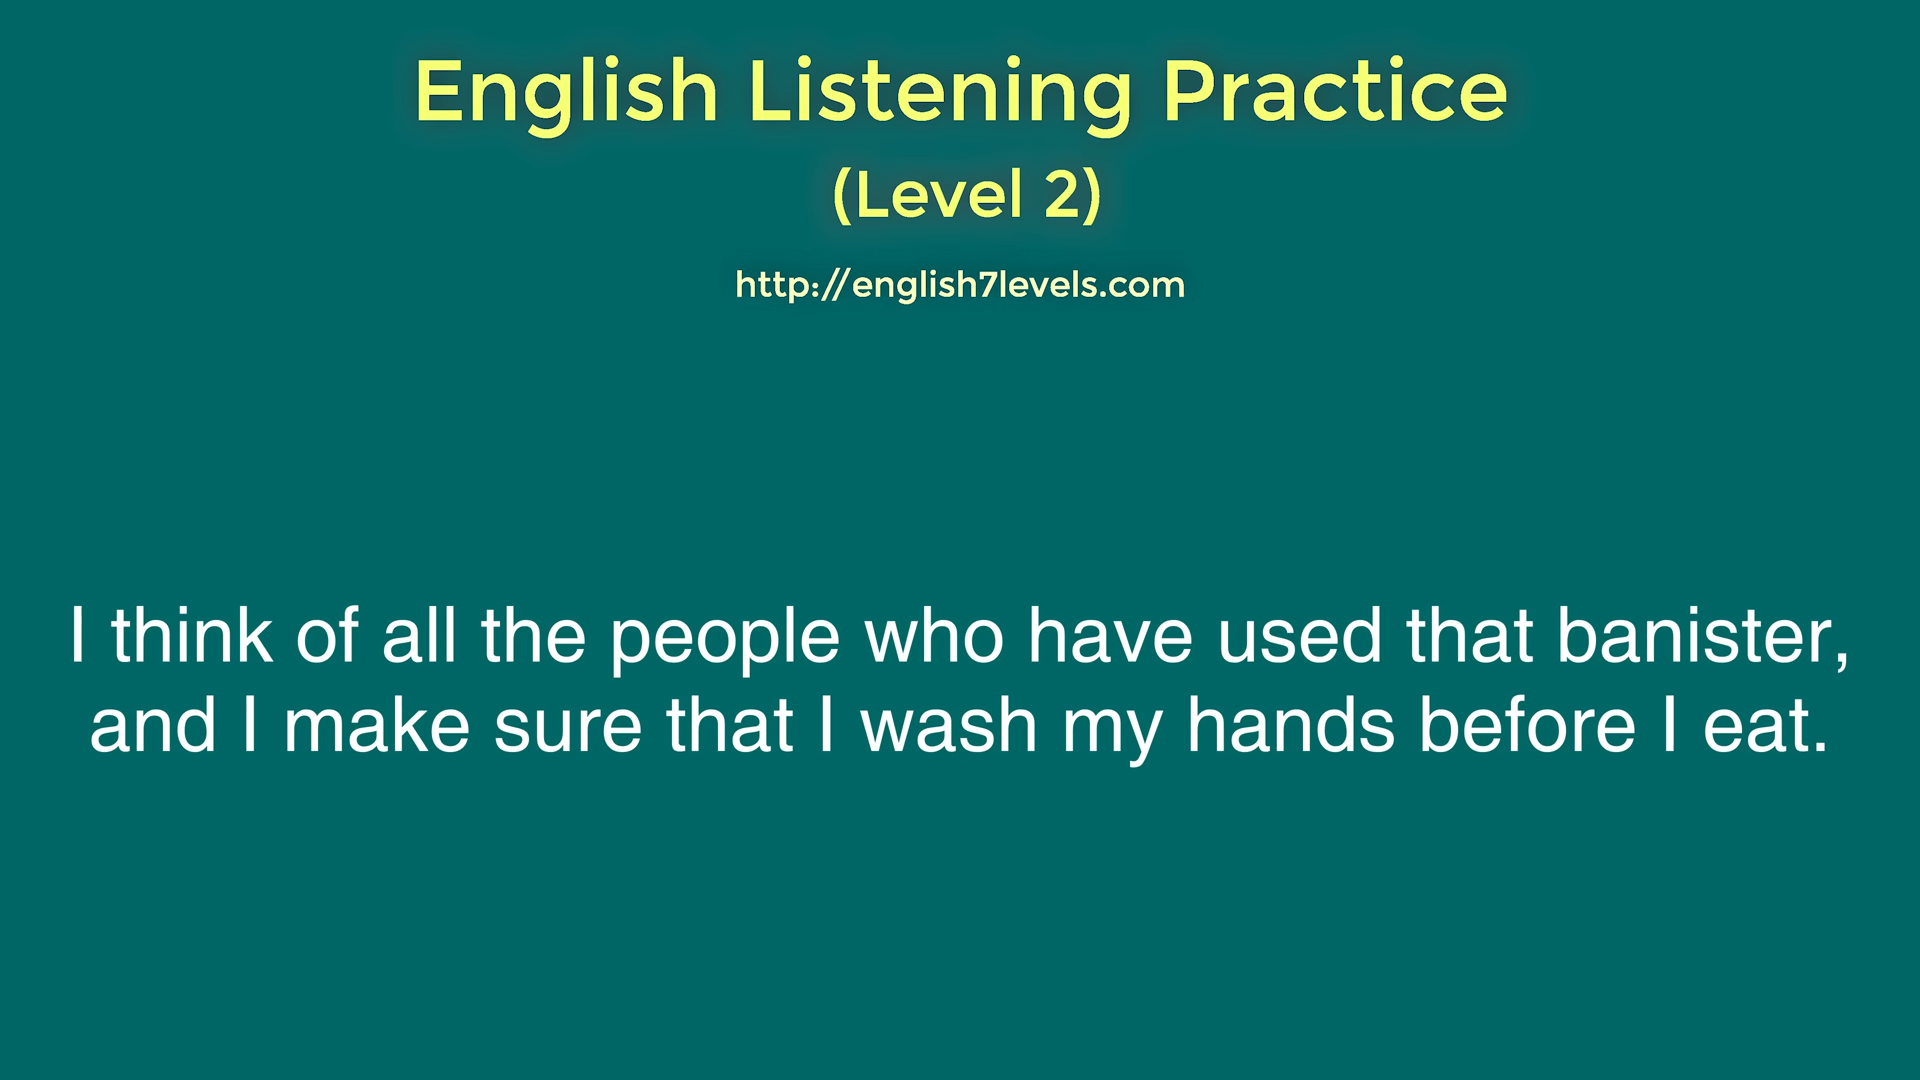 English Listening Practice
(Level 2)
http://english7levels.com
I think of all the people who have used that banister,
and I make sure that I wash my hands before I eat.